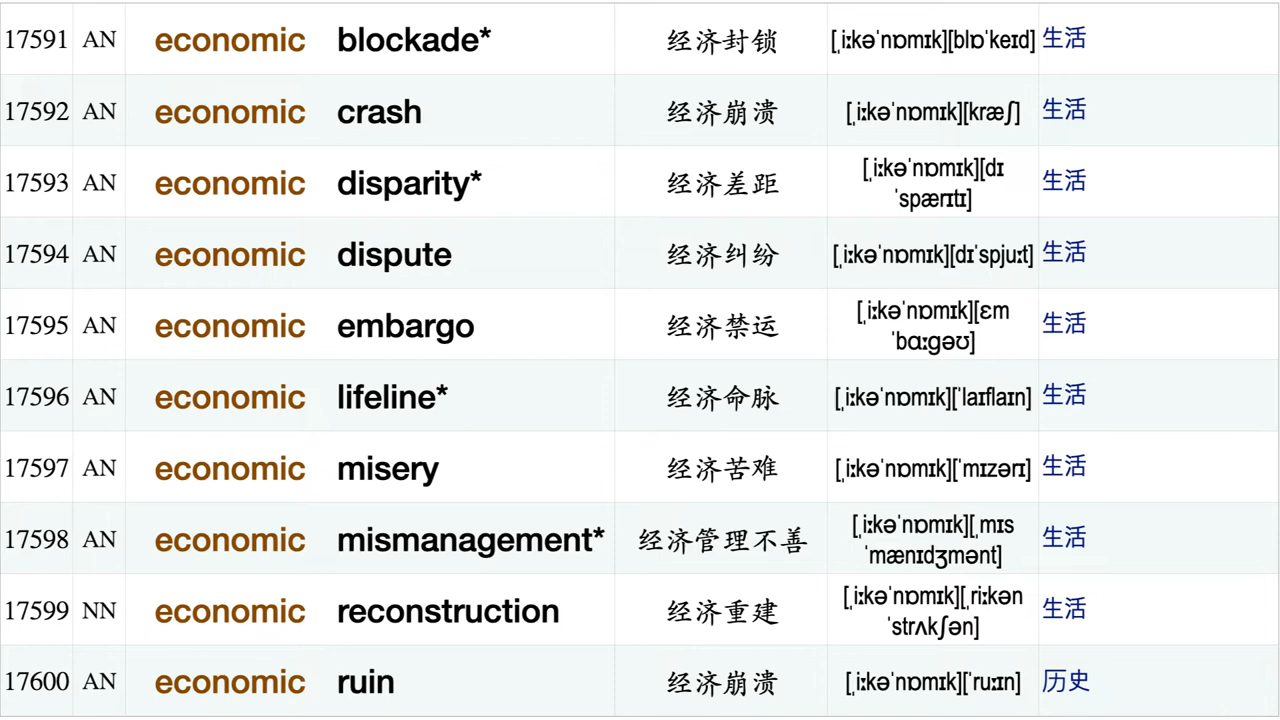 17591 AN economic blockade* 经济封锁 [ˌiːkəˈnɒmɪk][blɒˈkeɪd] 生活
17592 AN economic crash 经济崩溃 [ˌiːkəˈnɒmɪk][kræʃ] 生活
17593 AN economic disparity* 经济差距 [ˌiːkəˈnɒmɪk][dɪ
ˈspærɪtɪ] 生活
17594 AN economic dispute 经济纠纷 [ˌiːkəˈnɒmɪk][dɪˈspjuːt] 生活
17595 AN economic embargo 经济禁运 [ˌiːkəˈnɒmɪk][ɛm
ˈbɑːgəʊ] 生活
17596 AN economic lifeline* 经济命脉 [ˌiːkəˈnɒmɪk][ˈlaɪflaɪn] 生活
17597 AN economic misery 经济苦难 [ˌiːkəˈnɒmɪk][ˈmɪzərɪ] 生活
17598 AN economic mismanagement* 经济管理不善 [ˌiːkəˈnɒmɪk][ˌmɪs
ˈmænɪdʒmənt] 生活
17599 NN economic reconstruction 经济重建 [ˌiːkəˈnɒmɪk][ˌriːkən
ˈstrʌkʃən] 生活
17600 AN economic ruin 经济崩溃 [ˌiːkəˈnɒmɪk][ˈruːɪn] 历史